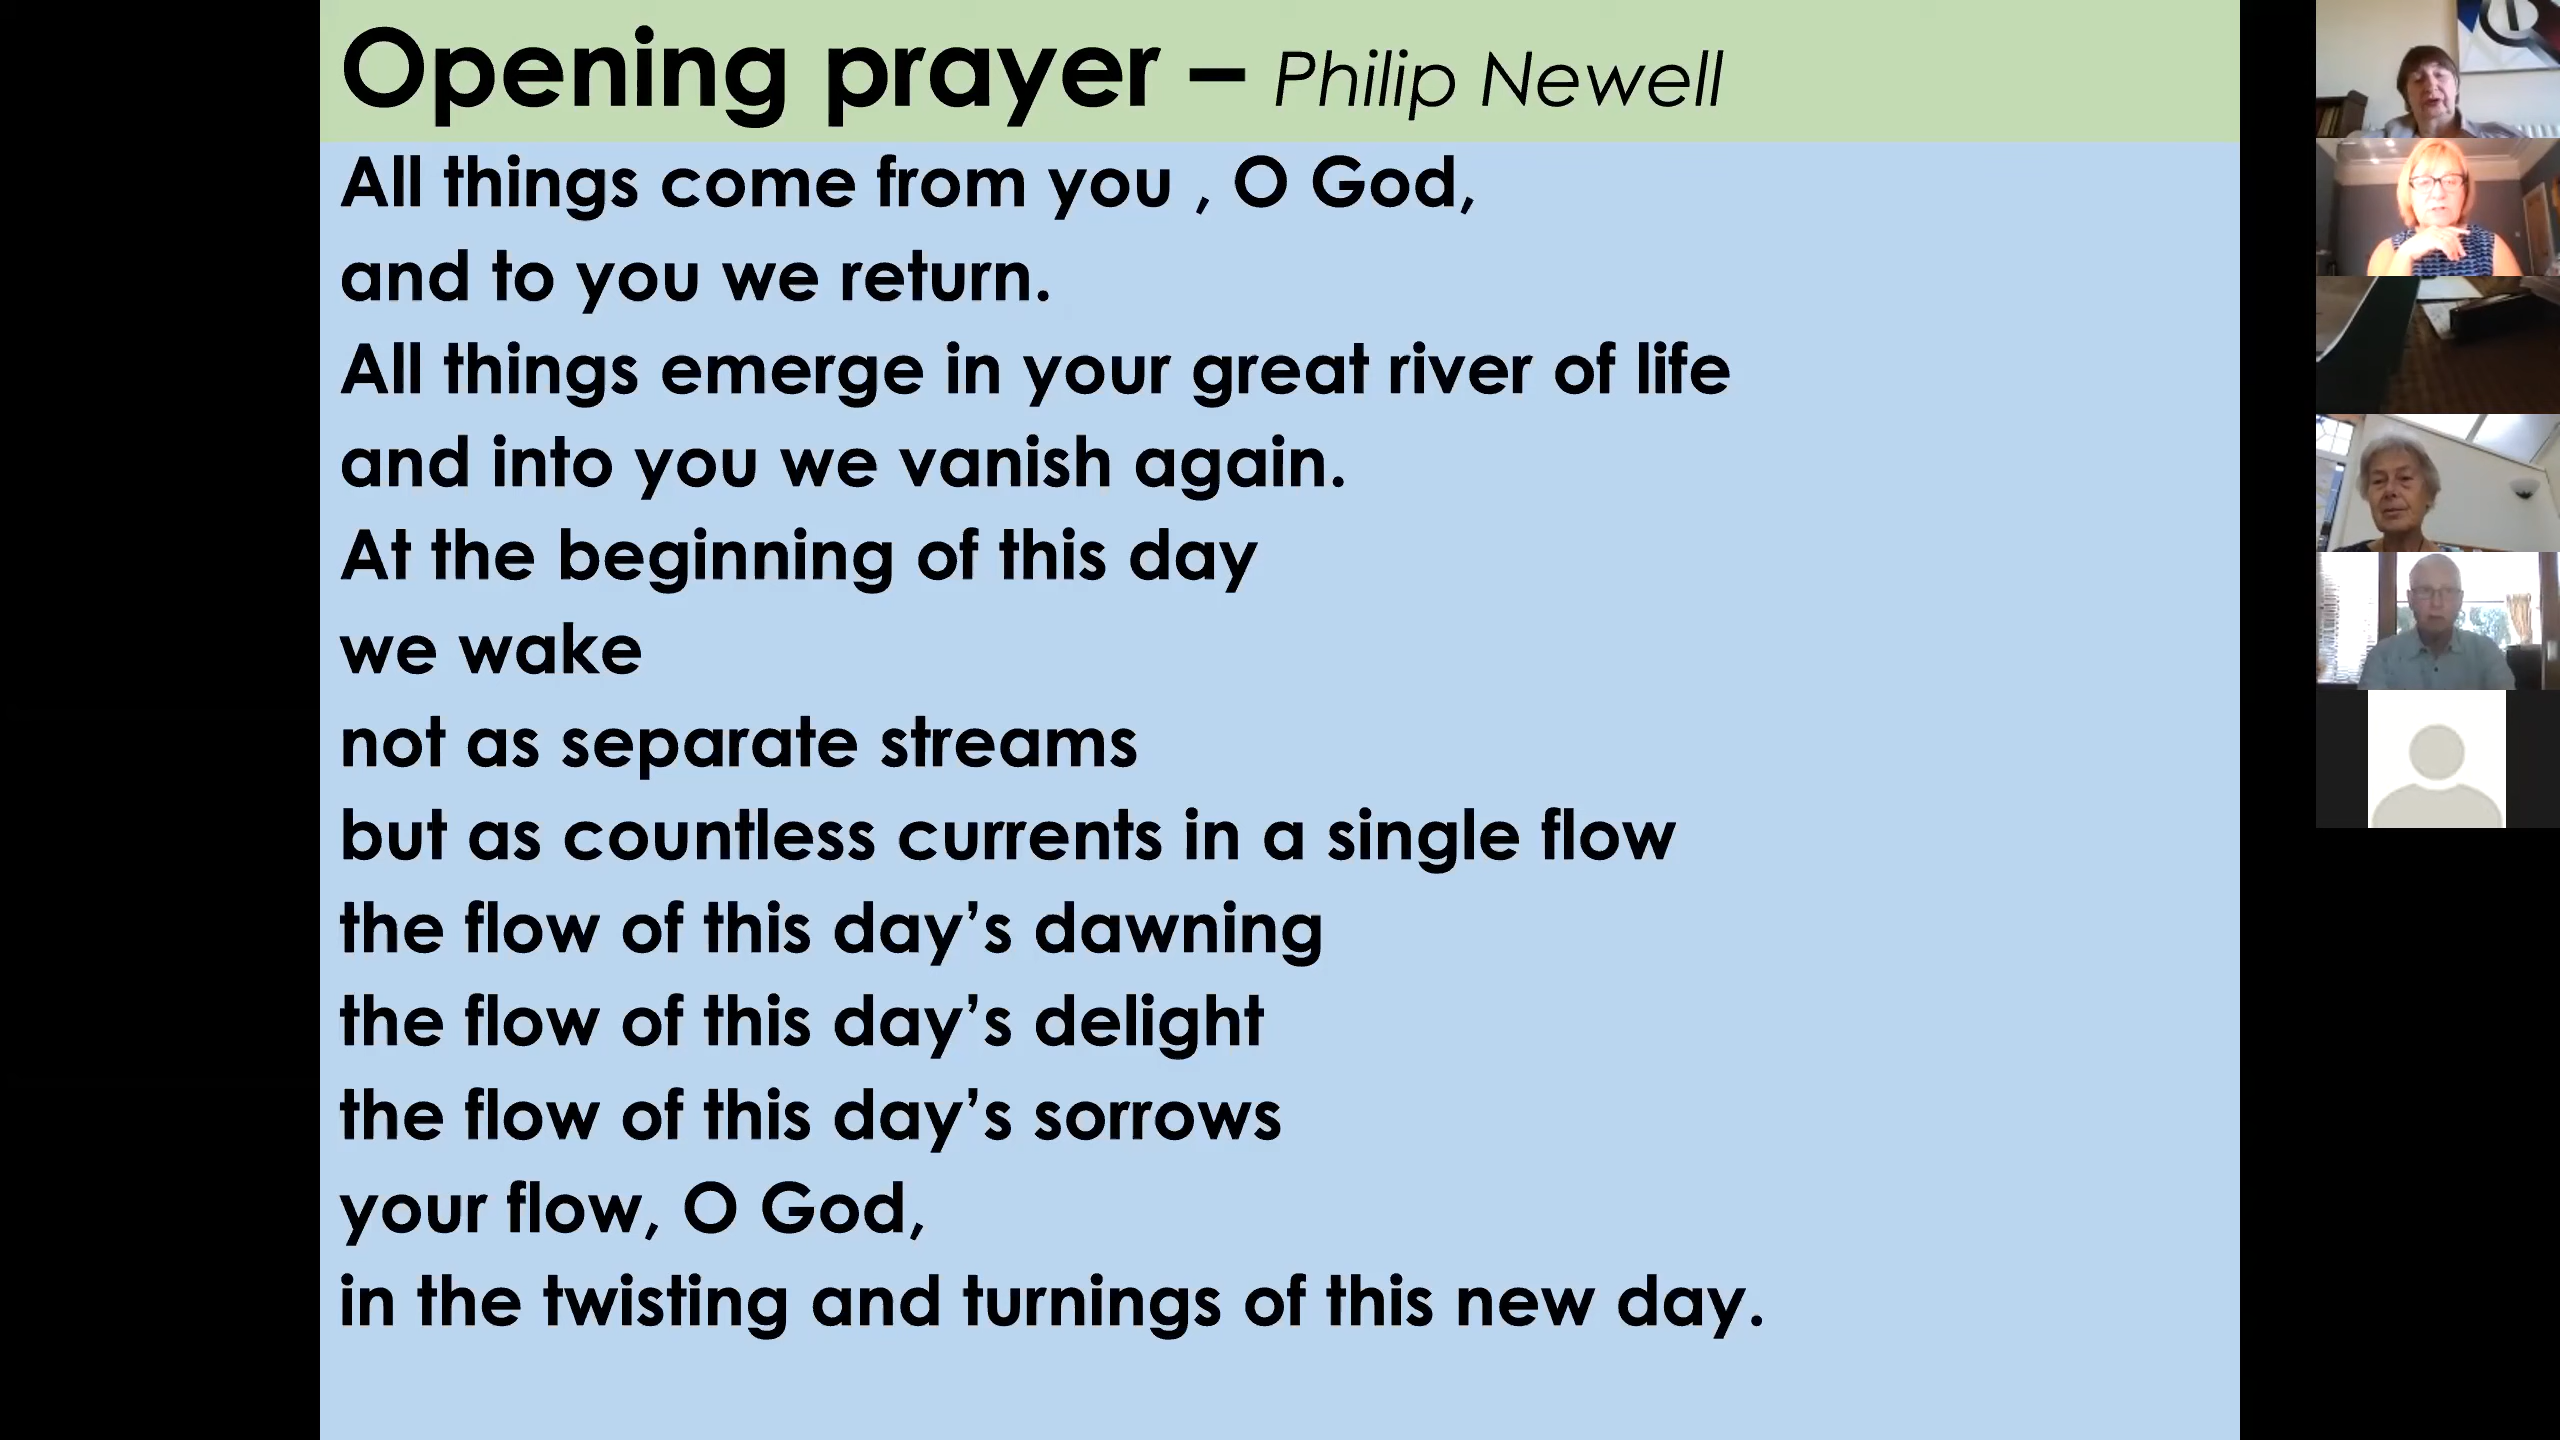 Opening prayer – Philip Newell
All things come from you , O God,
and to you we return.
All things emerge in your great river of life
and into you we vanish again.
At the beginning of this day
we wake
not as separate streams
but as countless currents in a single flow
the flow of this day’s dawning
the flow of this day’s delight
the flow of this day’s sorrows
your flow, O God,
in the twisting and turnings of this new day.